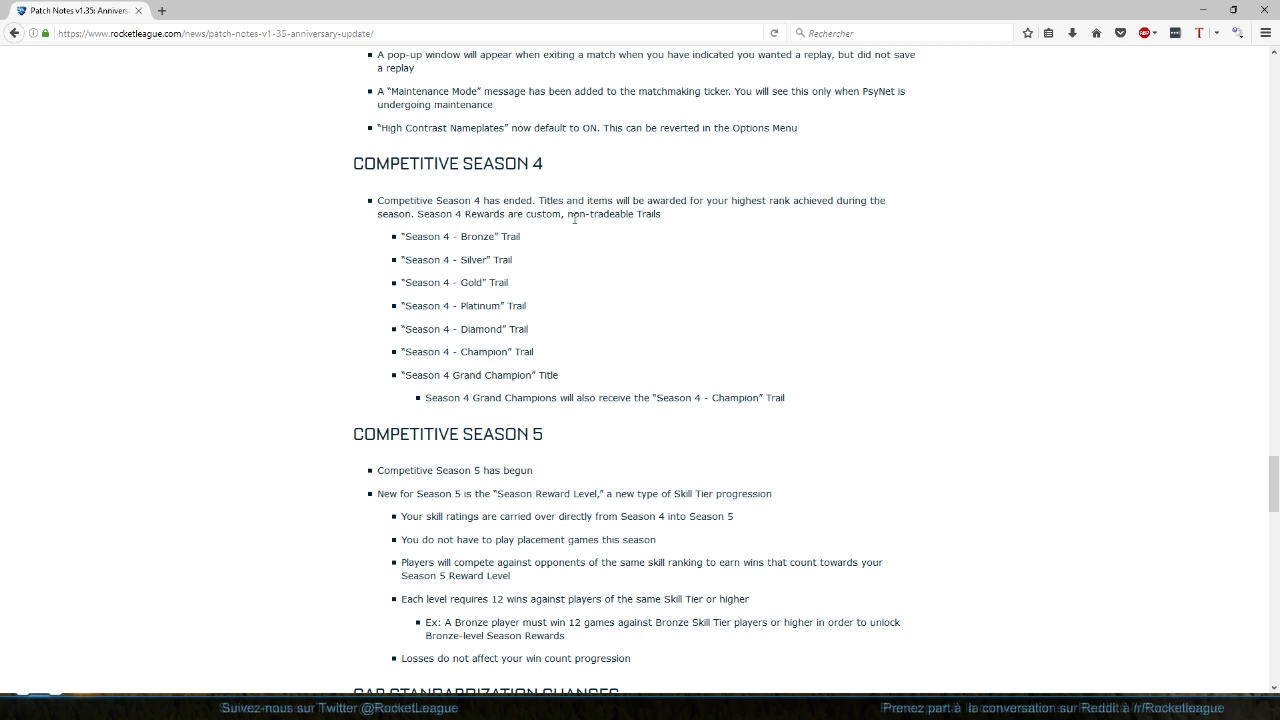 Patch Notes v1.35: Annivers
https://www.rocketleague.com/news/patch-notes-v1-35-anniversary-update/
Rechercher
A pop-up window will appear when exiting a match when you have indicated you wanted a replay, but did not save
a replay
A “Maintenance Mode” message has been added to the matchmaking ticker. You will see this only when PsyNet is
undergoing maintenance
“High Contrast Nameplates” now default to ON. This can be reverted in the Options Menu
COMPETITIVE SEASON 4
Competitive Season 4 has ended. Titles and items will be awarded for your highest rank achieved during the
season. Season 4 Rewards are custom, non-tradeable Trails
“Season 4 - Bronze” Trail
“Season 4 - Silver” Trail
“Season 4 - Gold” Trail
“Season 4 - Platinum” Trail
“Season 4 - Diamond” Trail
“Season 4 - Champion” Trail
“Season 4 Grand Champion” Title
Season 4 Grand Champions will also receive the “Season 4 - Champion” Trail
COMPETITIVE SEASON 5
Competitive Season 5 has begun
New for Season 5 is the “Season Reward Level,” a new type of Skill Tier progression
Your skill ratings are carried over directly from Season 4 into Season 5
You do not have to play placement games this season
Players will compete against opponents of the same skill ranking to earn wins that count towards your
Season 5 Reward Level
Each level requires 12 wins against players of the same Skill Tier or higher
Ex: A Bronze player must win 12 games against Bronze Skill Tier players or higher in order to unlock
Bronze-level Season Rewards
Losses do not affect your win count progression
CAR STANDARDIZATION CHANGES
Suivez-nous sur Twitter @RocketLeague
Prenez part à la conversation sur Reddit à /r/Rocketleague